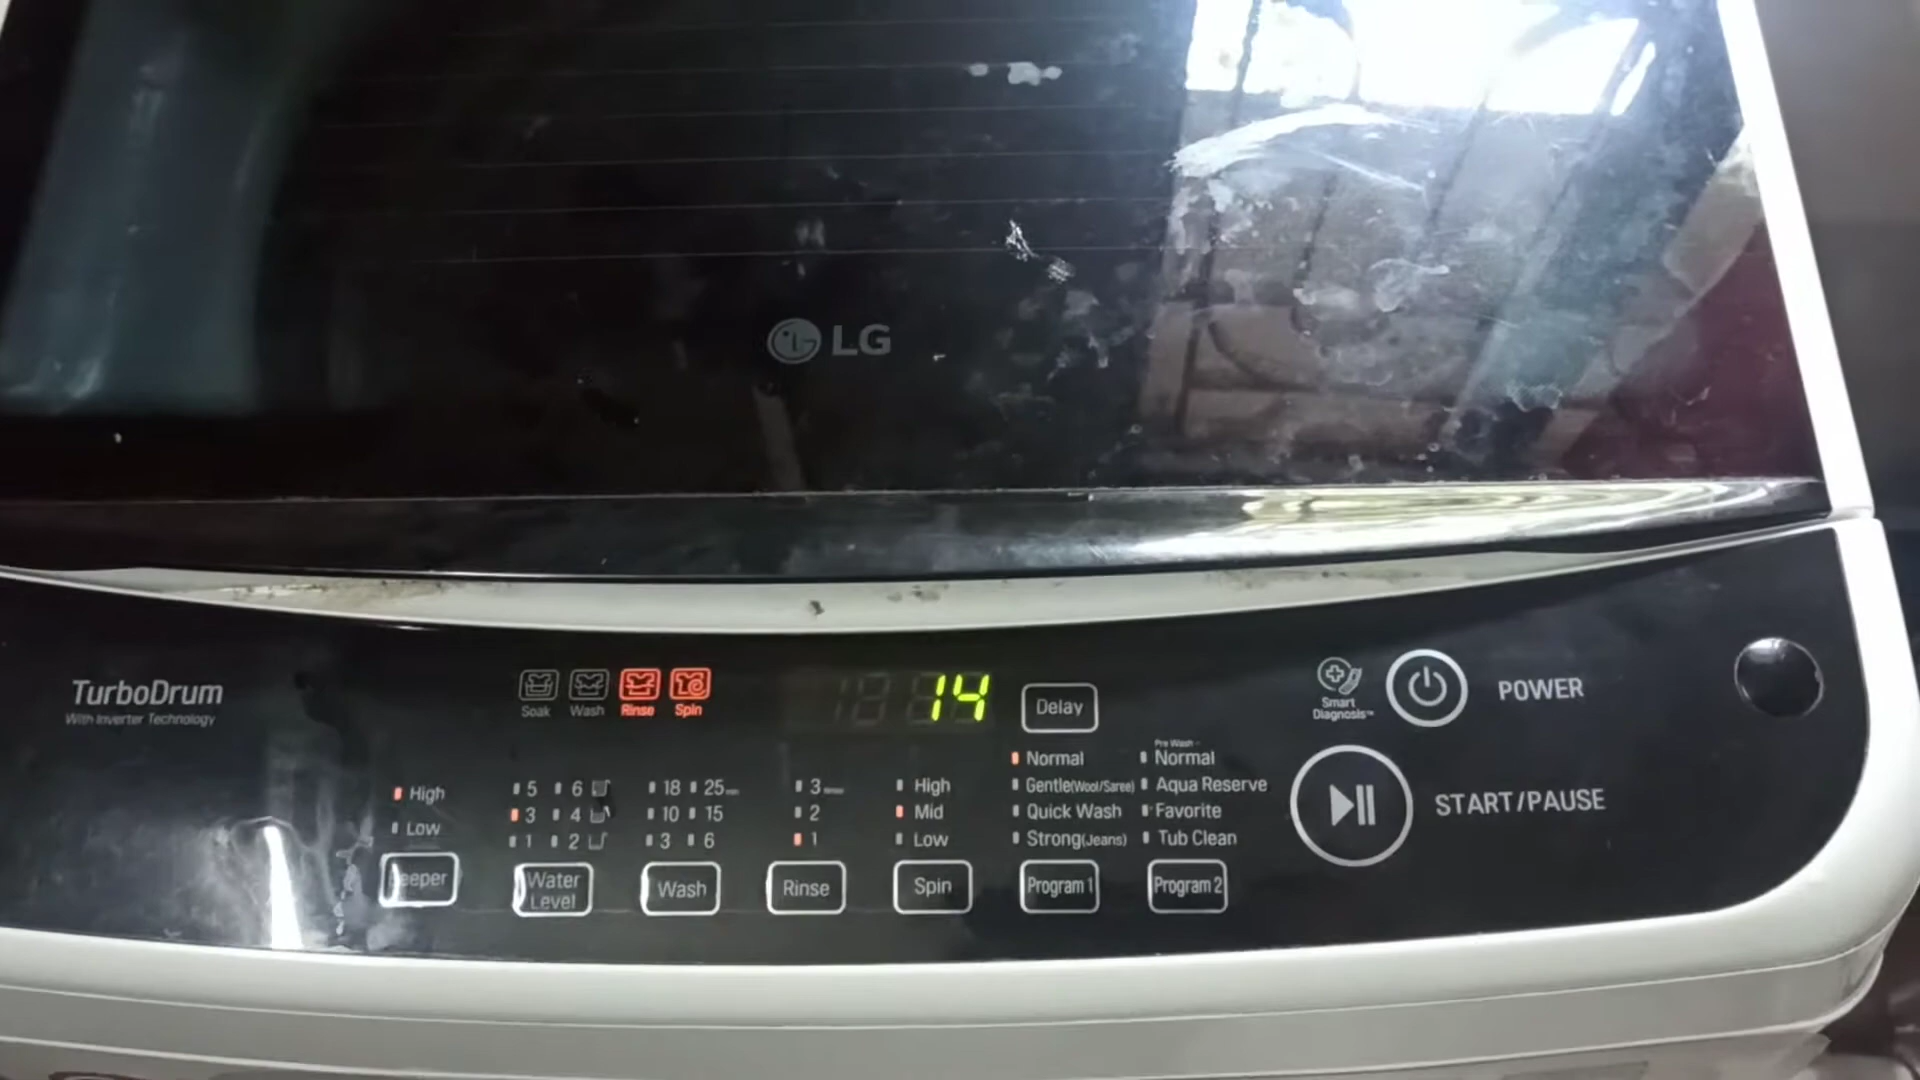 LG
TurboDrum
With Inverter Technology
Soak Wash Rinse Spin
14
Delay
Smart
Diagnosis™
POWER
High
Low
Beeper
5 6
3 4
1 2
Water
Level
18 25
10 15
3 6
Wash
3
2
1
Rinse
High
Mid
Low
Spin
Normal
Gentle(Wool/Saree)
Quick Wash
Strong(Jeans)
Program 1
Pre Wash
Normal
Aqua Reserve
Favorite
Tub Clean
Program 2
START/PAUSE